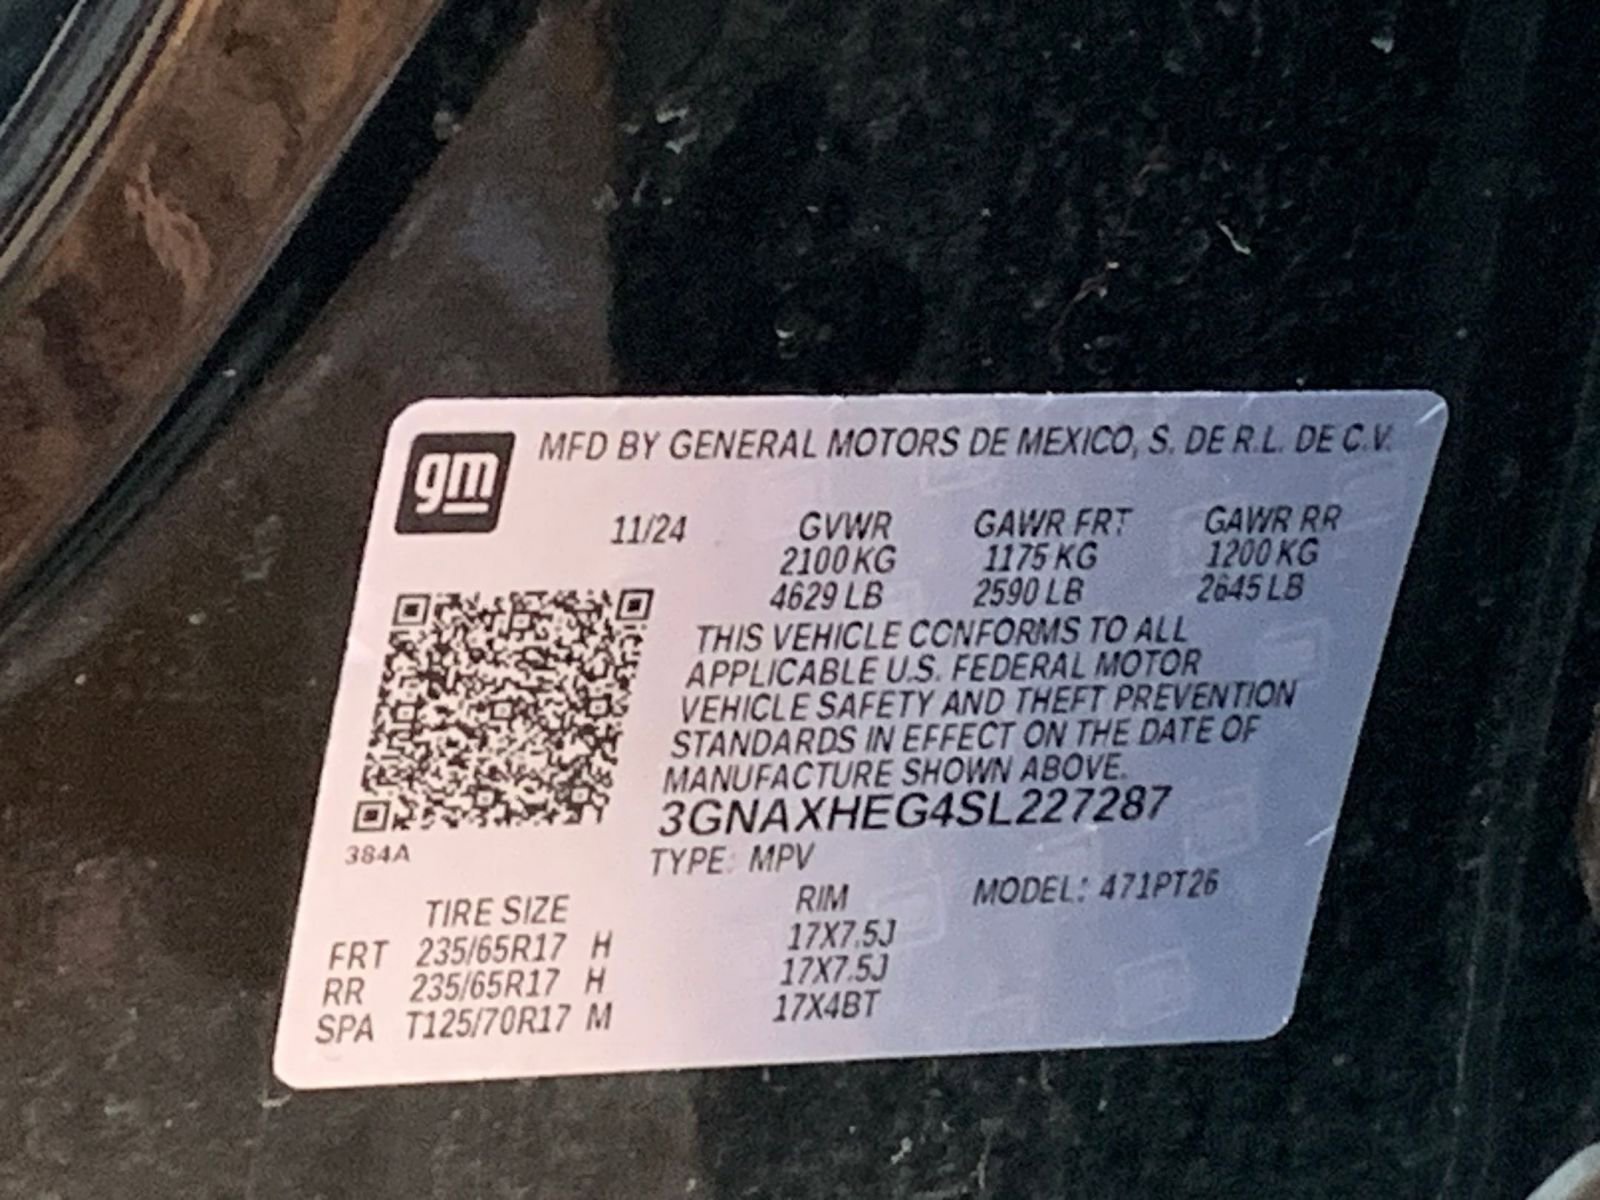 gm MFD BY GENERAL MOTORS DE MEXICO, S. DE R.L. DE C.V.
11/24 GVWR GAWR FRT GAWR RR
2100 KG 1175 KG 1200 KG
4629 LB 2590 LB 2645 LB
THIS VEHICLE CONFORMS TO ALL
APPLICABLE U.S. FEDERAL MOTOR
VEHICLE SAFETY AND THEFT PREVENTION
STANDARDS IN EFFECT ON THE DATE OF
MANUFACTURE SHOWN ABOVE.
3GNAXHEG4SL227287
384A
TYPE: MPV
MODEL: 471PT26
TIRE SIZE RIM
FRT 235/65R17 H 17X7.5J
RR 235/65R17 H 17X7.5J
SPA T125/70R17 M 17X4BT